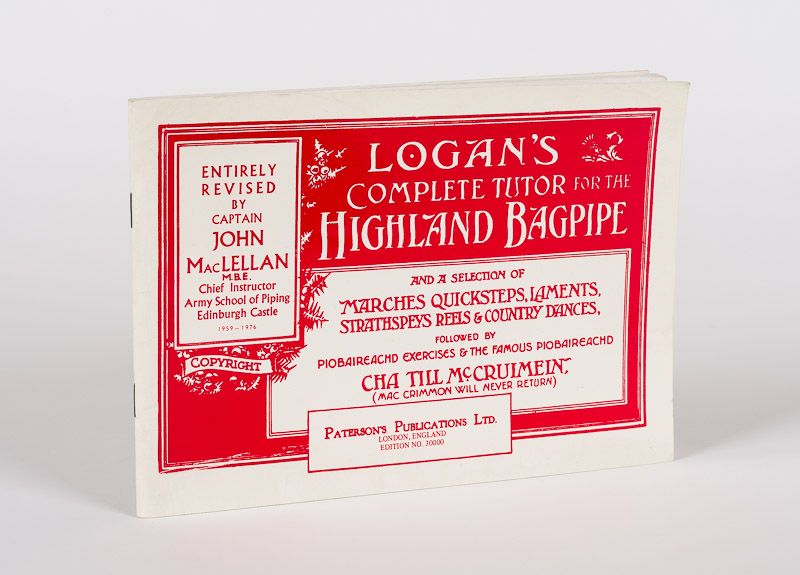 ENTIRELY
REVISED
BY
CAPTAIN
JOHN
MACLELLAN
M.B.E.
Chief Instructor
Army School of Piping
Edinburgh Castle
1959–1976
COPYRIGHT
LOGAN'S
COMPLETE TUTOR FOR THE
HIGHLAND BAGPIPE
AND A SELECTION OF
MARCHES QUICKSTEPS, LAMENTS,
STRATHSPEYS REELS & COUNTRY DANCES,
FOLLOWED BY
PIOBAIREACHD EXERCISES & THE FAMOUS PIOBAIREACHD
CHA TILL McCRUIMEIN,
(MAC CRIMMON WILL NEVER RETURN)
PATERSON'S PUBLICATIONS LTD.
LONDON, ENGLAND
EDITION NO. 30000